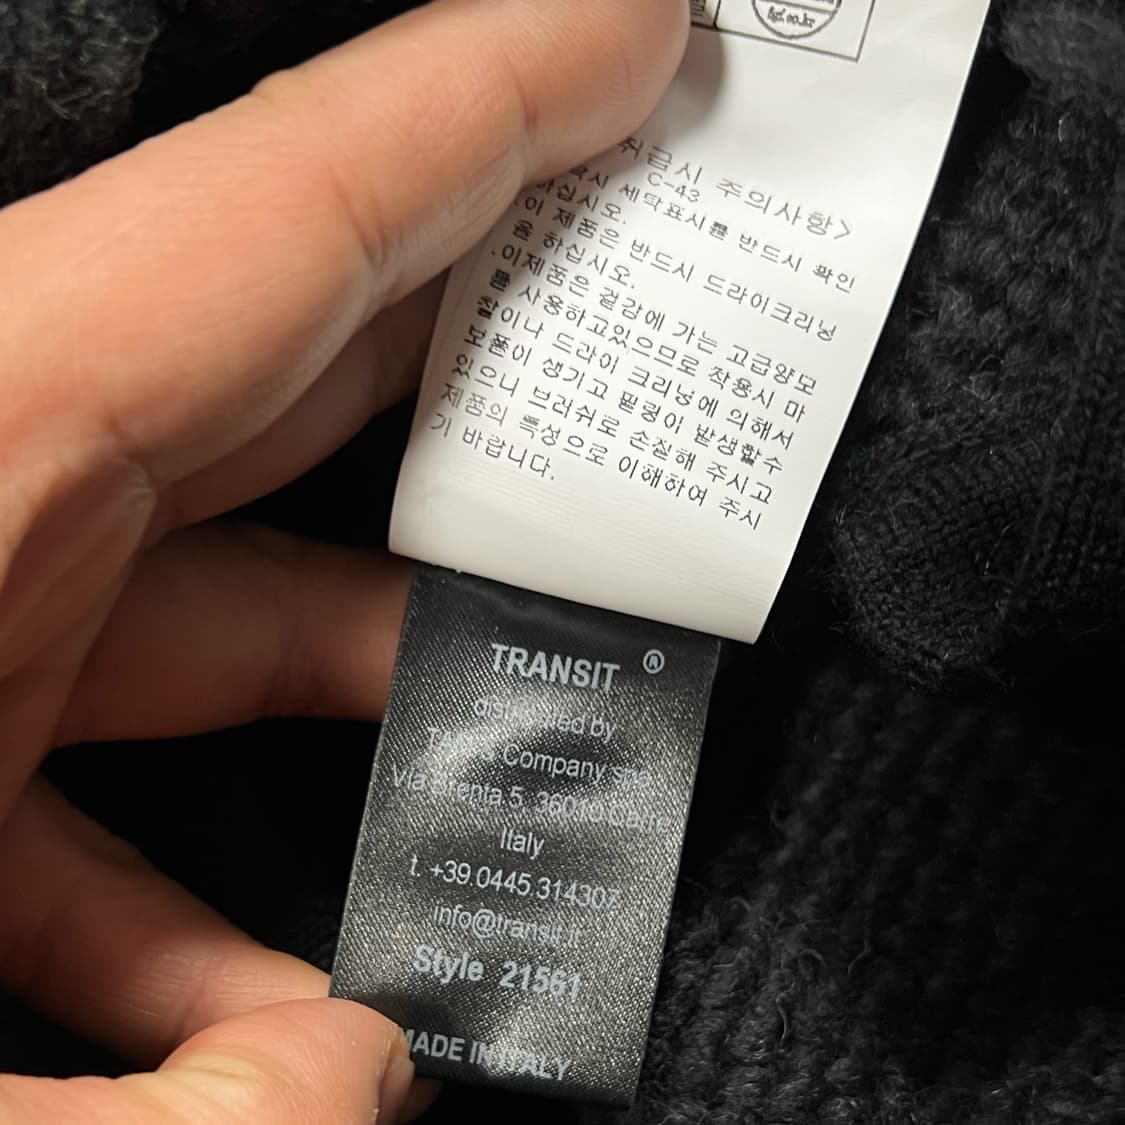 fgf.co.kr
취급시 주의사항>
C-43
세탁표시를 반드시 확인
하십시오.
.이 제품은 반드시 드라이크리닝
을 하십시오.
.이제품은 겉감에 가는 고급양모
를 사용하고있으므로 착용시 마
찰이나 드라이 크리닝에 의해서
보풀이 생기고 필링이 발생할수
있으니 브러쉬로 손질해 주시고
제품의 특성으로 이해하여 주시
기 바랍니다.
TRANSIT ®
distributed by
Company spa
Via Brenta 5, 36010
Italy
t. +39.0445.314307
info@transit.it
Style 21561
MADE IN ITALY